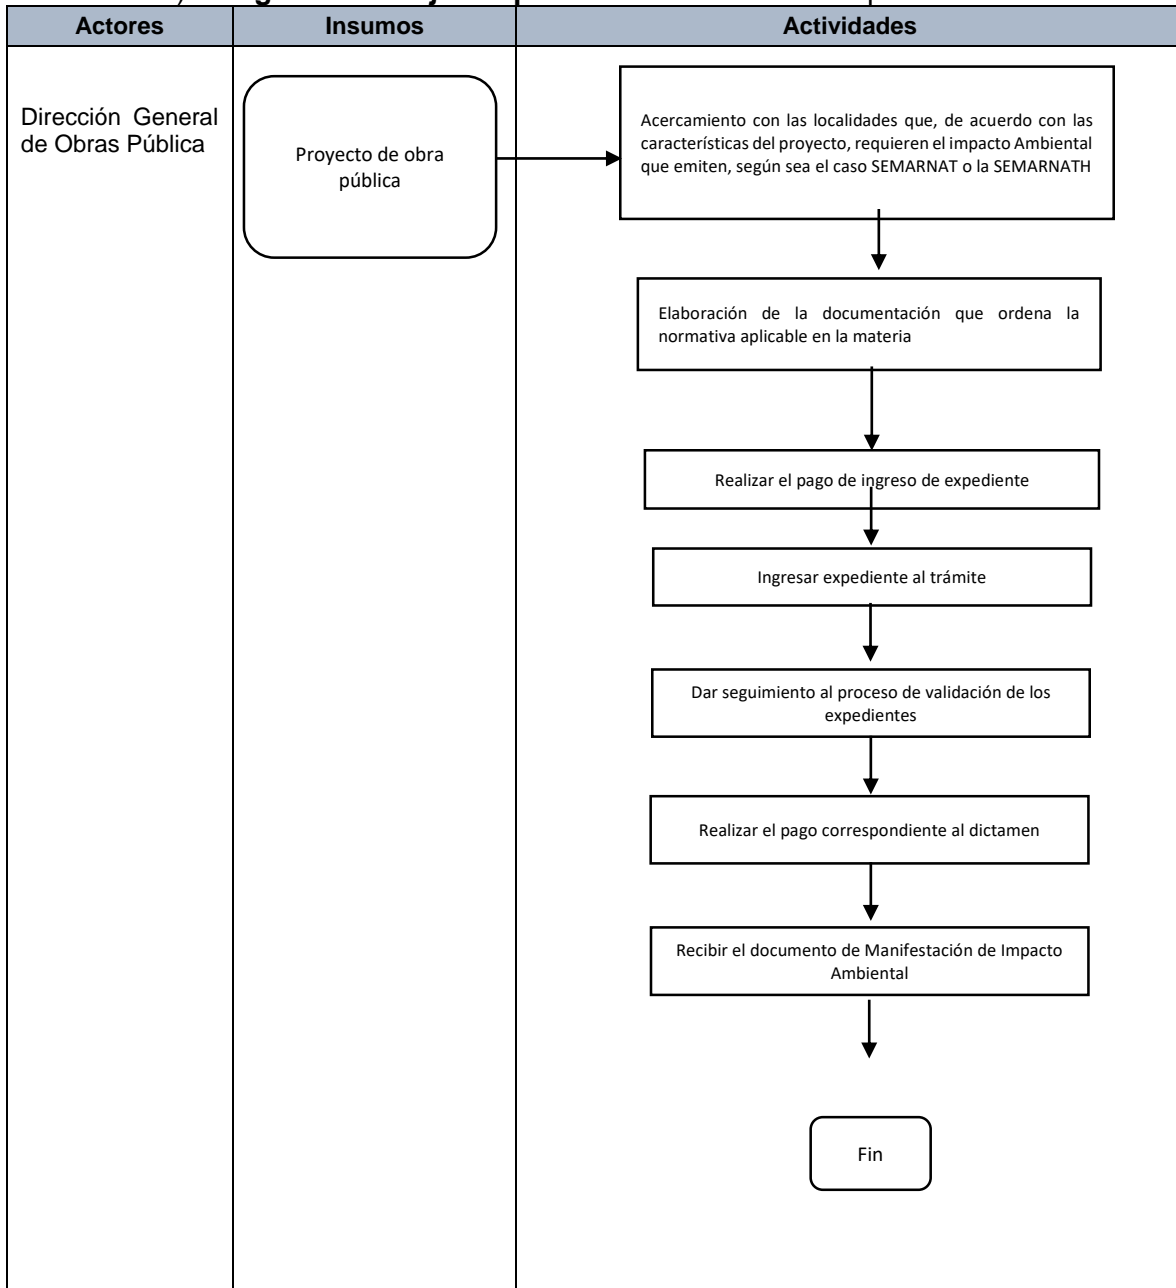 Actores
Insumos
Actividades
Dirección General
de Obras Pública
Proyecto de obra
pública
Acercamiento con las localidades que, de acuerdo con las
características del proyecto, requieren el impacto Ambiental
que emiten, según sea el caso SEMARNAT o la SEMARNATH
Elaboración de la documentación que ordena la
normativa aplicable en la materia
Realizar el pago de ingreso de expediente
Ingresar expediente al trámite
Dar seguimiento al proceso de validación de los
expedientes
Realizar el pago correspondiente al dictamen
Recibir el documento de Manifestación de Impacto
Ambiental
Fin